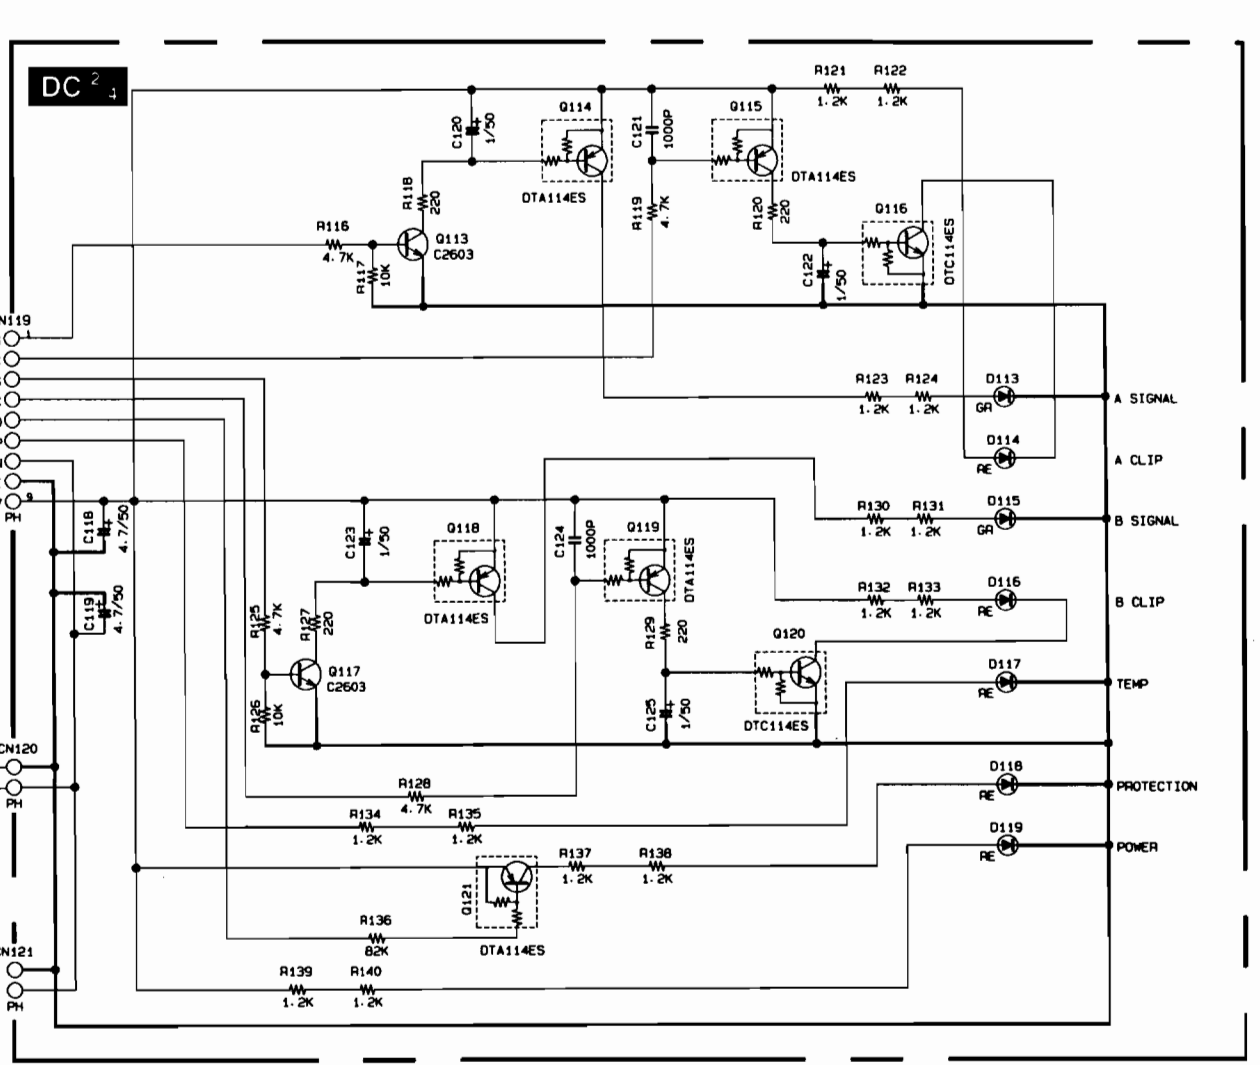 DC 2 4
R121 R122
1.2K 1.2K
Q114
Q115
C120
1/50
C121
1000P
DTA114ES
DTA114ES
R118
220
R119
4.7K
R120
220
Q116
DTC114ES
R116
4.7K
R117
10K
Q113
C2603
C122
1/50
N119
1
R123 R124 D113
1.2K 1.2K GR
A SIGNAL
D114
RE
A CLIP
9
PH
C118
4.7/50
C123
1/50
Q118
C124
1000P
Q119
DTA114ES
R130 R131 D115
1.2K 1.2K GR
B SIGNAL
C119
4.7/50
R125
4.7K
R127
220
DTA114ES
R132 R133 D116
1.2K 1.2K RE
B CLIP
R129
220
Q120
Q117
C2603
D117
RE
TEMP
R126
10K
C125
1/50
DTC114ES
CN120
PH
R128
4.7K
D118
RE
PROTECTION
R134 R135
1.2K 1.2K
D119
RE
POWER
R137 R138
1.2K 1.2K
Q121
R136
82K
DTA114ES
CN121
PH
R139 R140
1.2K 1.2K